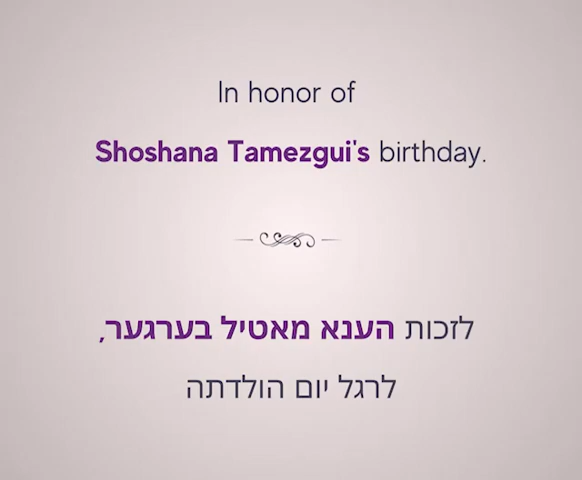 In honor of
Shoshana Tamezgui's birthday.
לזכות הענא מאטיל בערגער,
לרגל יום הולדתה